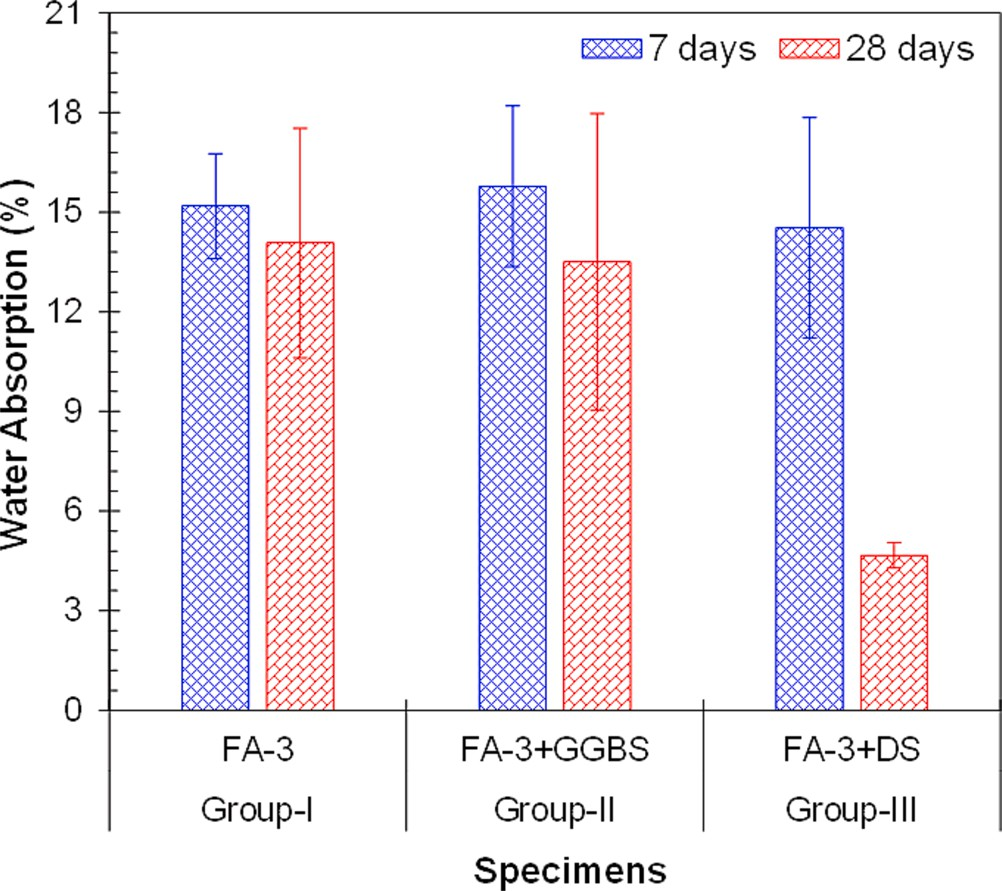 21
18
15
12
9
6
3
0
Water Absorption (%)
7 days
28 days
FA-3
FA-3+GGBS
FA-3+DS
Group-I
Group-II
Group-III
Specimens